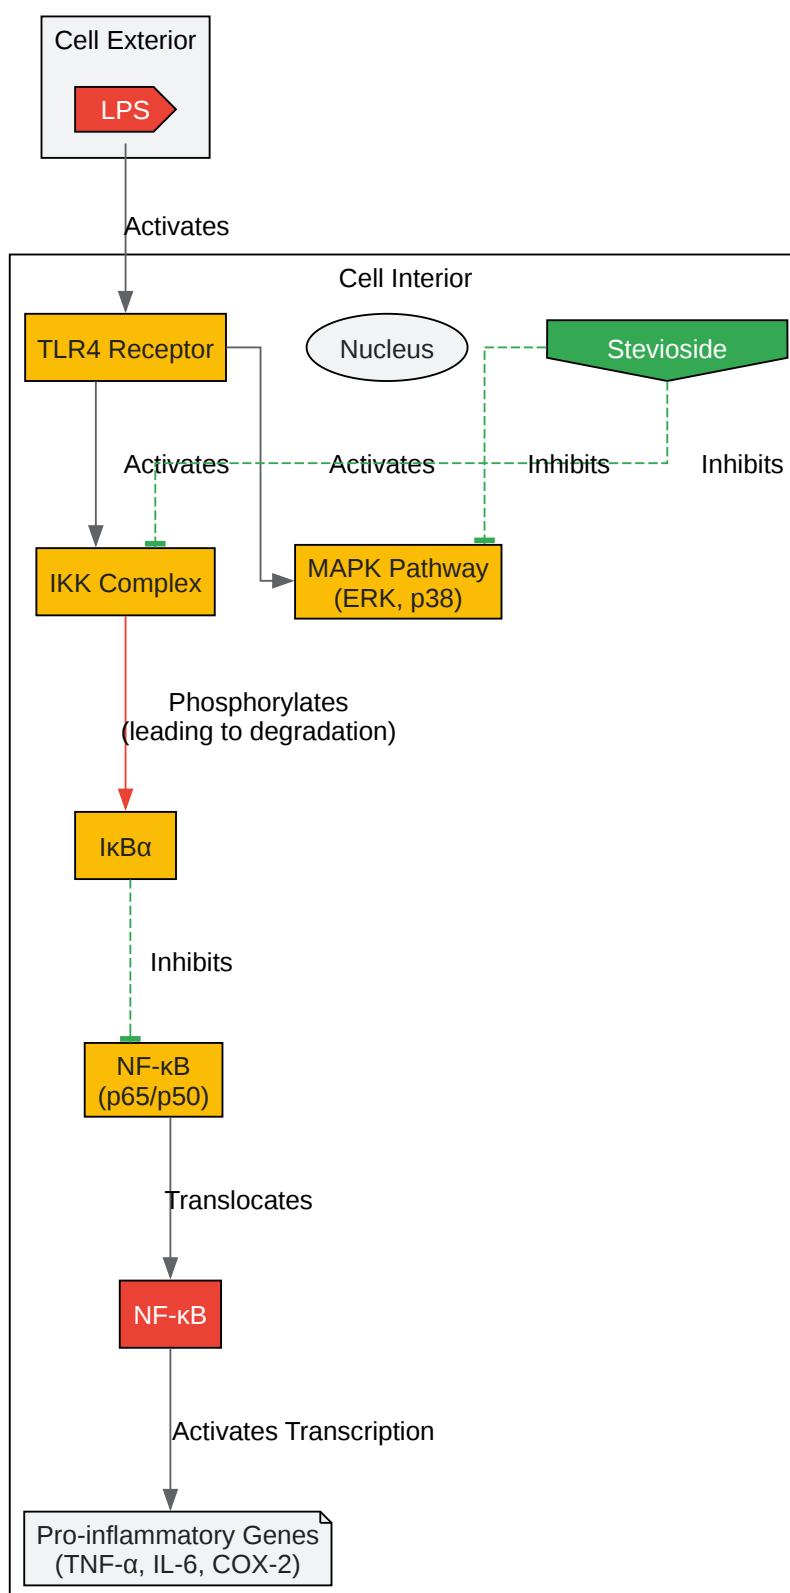 Cell Exterior
LPS
Activates
Cell Interior
TLR4 Receptor
Nucleus
Stevioside
Activates
Activates
Inhibits
Inhibits
IKK Complex
MAPK Pathway
(ERK, p38)
Phosphorylates
(leading to degradation)
IκBα
Inhibits
NF-κB
(p65/p50)
Translocates
NF-κB
Activates Transcription
Pro-inflammatory Genes
(TNF-α, IL-6, COX-2)